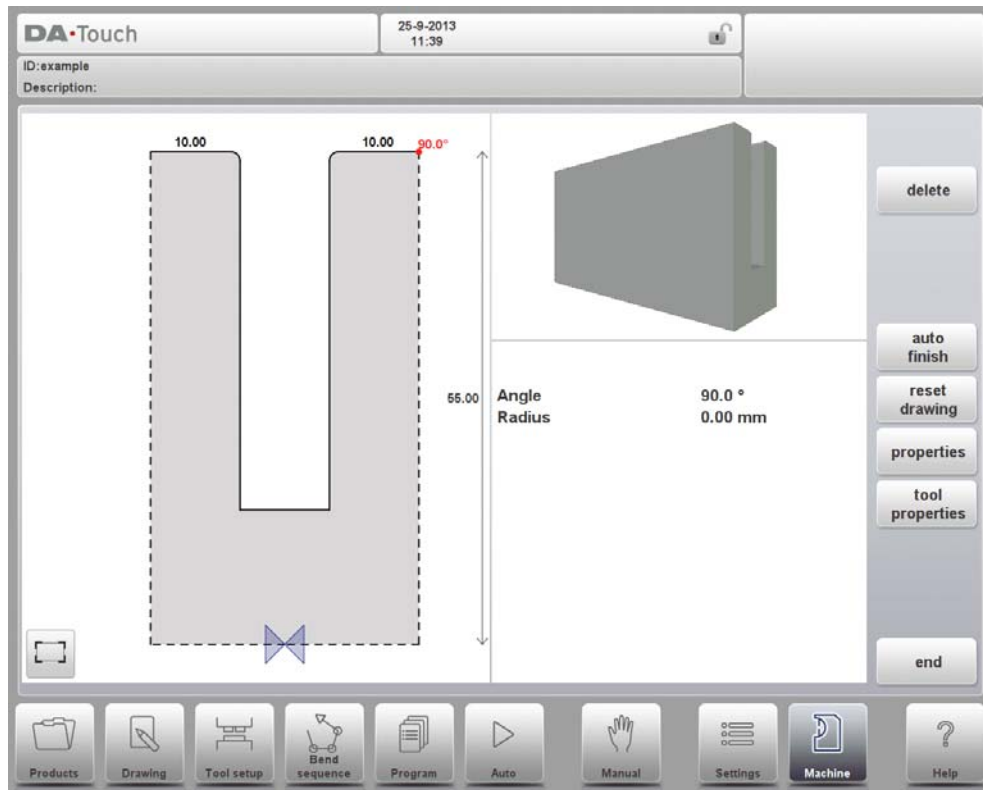 DA•Touch
25-9-2013
11:39
ID:example
Description:
10.00
10.00
90.0°
55.00
Angle 90.0 °
Radius 0.00 mm
delete
auto
finish
reset
drawing
properties
tool
properties
end
Products
Drawing
Tool setup
Bend
sequence
Program
Auto
Manual
Settings
Machine
?
Help